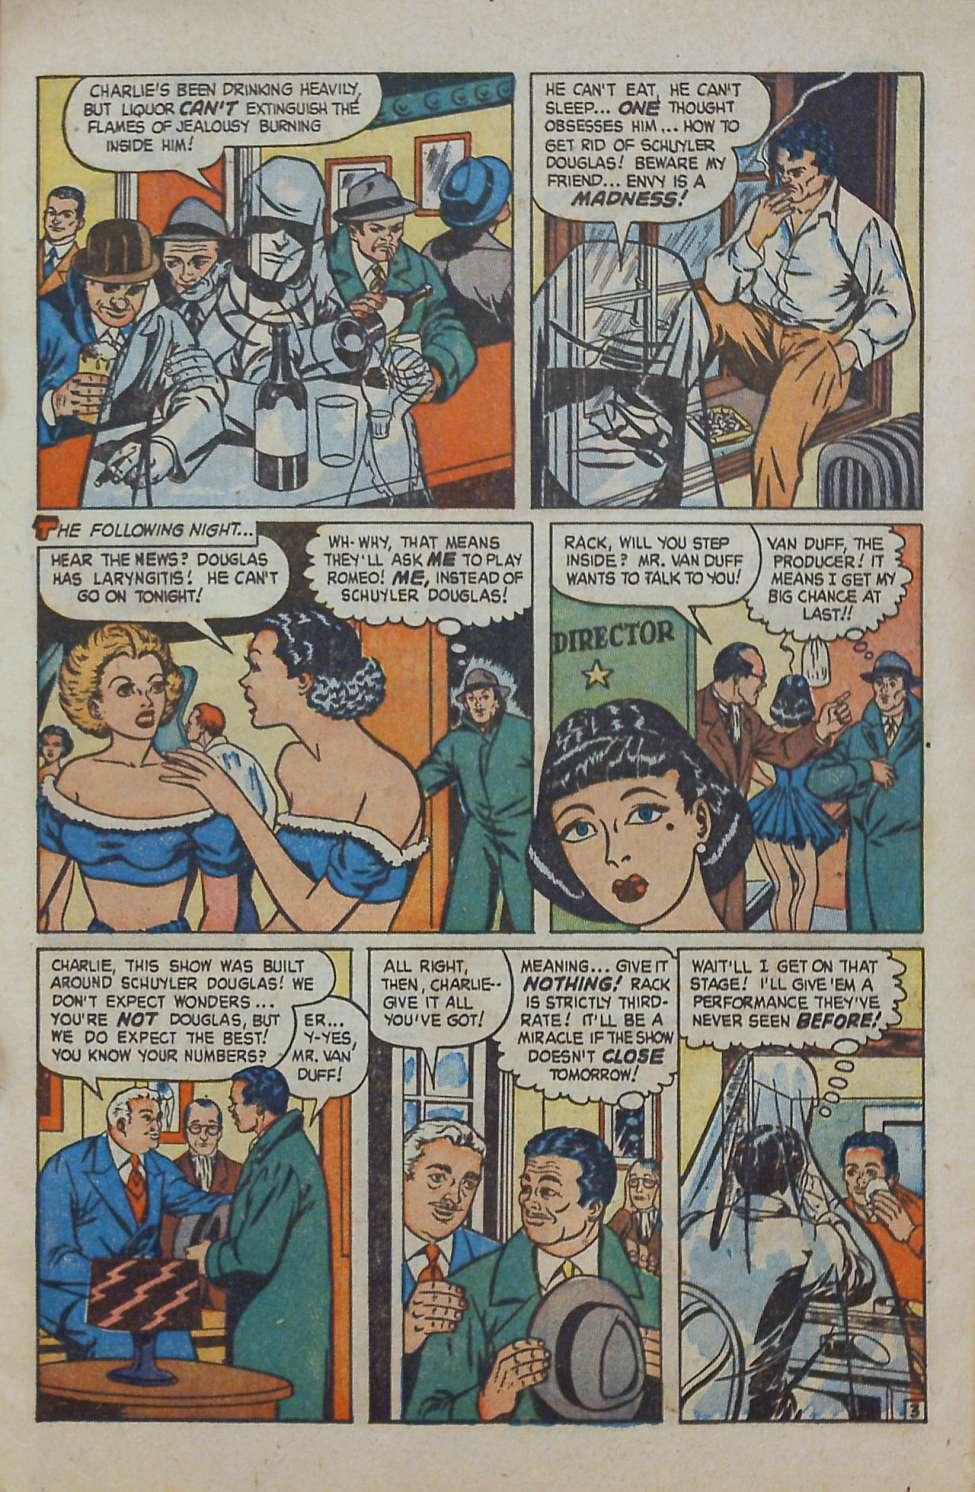 CHARLIE'S BEEN DRINKING HEAVILY,
BUT LIQUOR CAN'T EXTINGUISH THE
FLAMES OF JEALOUSY BURNING
INSIDE HIM!
HE CAN'T EAT, HE CAN'T
SLEEP... ONE THOUGHT
OBSESSES HIM... HOW TO
GET RID OF SCHUYLER
DOUGLAS! BEWARE MY
FRIEND... ENVY IS A
MADNESS!
THE FOLLOWING NIGHT...
HEAR THE NEWS? DOUGLAS
HAS LARYNGITIS! HE CAN'T
GO ON TONIGHT!
WH-WHY, THAT MEANS
THEY'LL ASK ME TO PLAY
ROMEO! ME, INSTEAD OF
SCHUYLER DOUGLAS!
RACK, WILL YOU STEP
INSIDE? MR. VAN DUFF
WANTS TO TALK TO YOU!
VAN DUFF, THE
PRODUCER! IT
MEANS I GET MY
BIG CHANCE AT
LAST!!
DIRECTOR
CHARLIE, THIS SHOW WAS BUILT
AROUND SCHUYLER DOUGLAS! WE
DON'T EXPECT WONDERS...
YOU'RE NOT DOUGLAS, BUT
WE DO EXPECT THE BEST!
YOU KNOW YOUR NUMBERS?
ER...
Y-YES,
MR. VAN
DUFF!
ALL RIGHT,
THEN, CHARLIE--
GIVE IT ALL
YOU'VE GOT!
MEANING... GIVE IT
NOTHING! RACK
IS STRICTLY THIRD-
RATE! IT'LL BE A
MIRACLE IF THE SHOW
DOESN'T CLOSE
TOMORROW!
WAIT'LL I GET ON THAT
STAGE! I'LL GIVE 'EM A
PERFORMANCE THEY'VE
NEVER SEEN BEFORE!
3